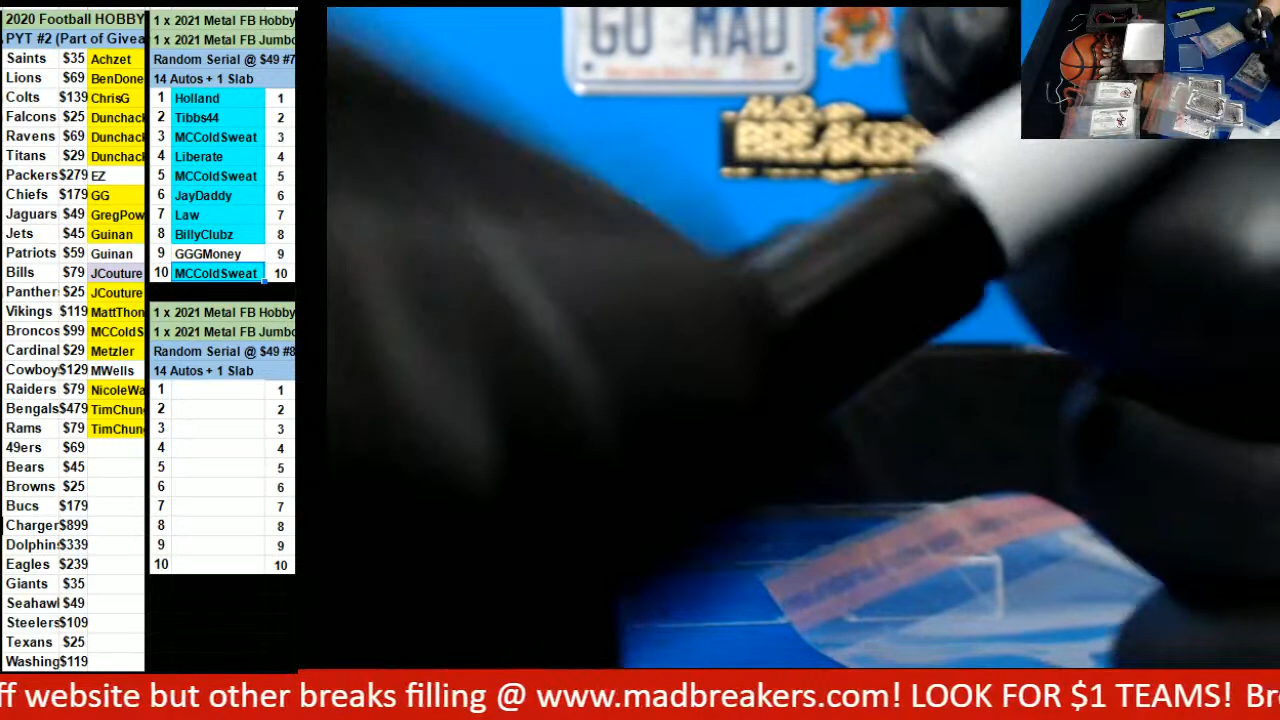 2020 Football HOBBY
PYT #2 (Part of Givea
Saints $35 Achzet
Lions $69 BenDone
Colts $139 ChrisG
Falcons $25 Dunchack
Ravens $69 Dunchack
Titans $29 Dunchack
Packers $279 EZ
Chiefs $179 GG
Jaguars $49 GregPow
Jets $45 Guinan
Patriots $59 Guinan
Bills $79 JCouture
Panther $25 JCouture
Vikings $119 MattThon
Broncos $99 MCColdS
Cardinal $29 Metzler
Cowboy $129 MWells
Raiders $79 NicoleWa
Bengals $479 TimChun
Rams $79 TimChun
49ers $69
Bears $45
Browns $25
Bucs $179
Charger $899
Dolphin $339
Eagles $239
Giants $35
Seahawl $49
Steelers $109
Texans $25
Washing $119
1 x 2021 Metal FB Hobby
1 x 2021 Metal FB Jumbo
Random Serial @ $49 #7
14 Autos + 1 Slab
1 Holland 1
2 Tibbs44 2
3 MCColdSweat 3
4 Liberate 4
5 MCColdSweat 5
6 JayDaddy 6
7 Law 7
8 BillyClubz 8
9 GGGMoney 9
10 MCColdSweat 10
1 x 2021 Metal FB Hobby
1 x 2021 Metal FB Jumbo
Random Serial @ $49 #8
14 Autos + 1 Slab
1 1
2 2
3 3
4 4
5 5
6 6
7 7
8 8
9 9
10 10
GO MAD
MAD
BREAKERS
ff website but other breaks filling @ www.madbreakers.com! LOOK FOR $1 TEAMS! Bre